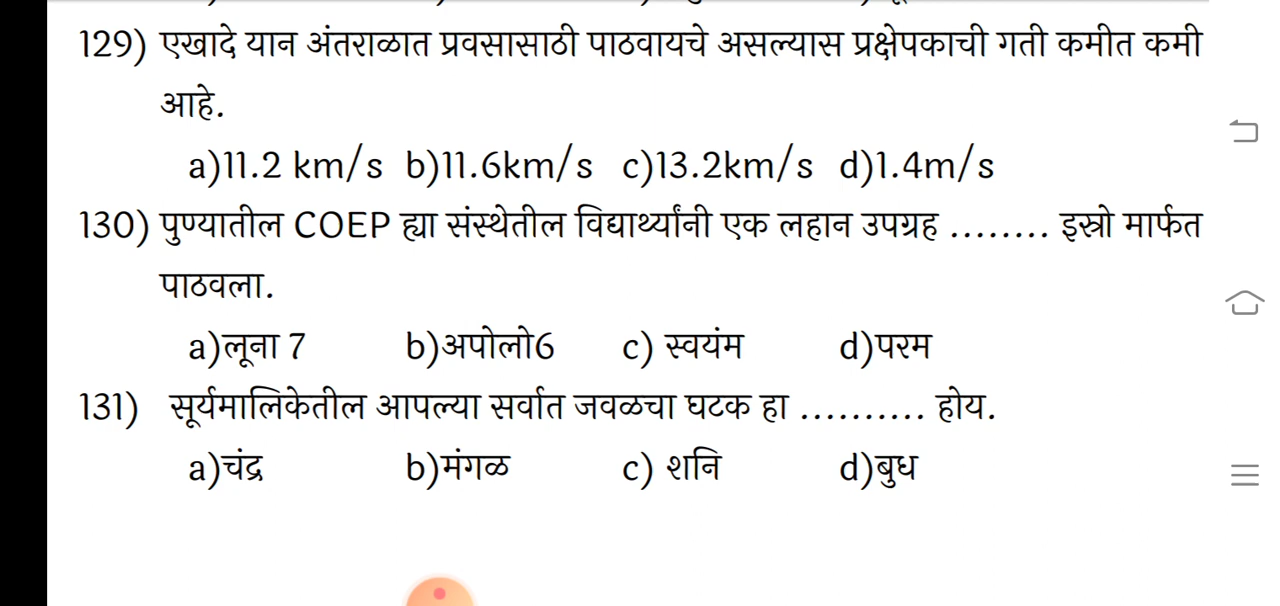 129) एखादे यान अंतराळात प्रवसासाठी पाठवायचे असल्यास प्रक्षेपकाची गती कमीत कमी
आहे.
a)11.2 km/s b)11.6km/s c)13.2km/s d)1.4m/s
130) पुण्यातील COEP ह्या संस्थेतील विद्यार्थ्यांनी एक लहान उपग्रह ........ इस्रो मार्फत
पाठवला.
a)लूना 7 b)अपोलो6 c) स्वयंम d)परम
131) सूर्यमालिकेतील आपल्या सर्वात जवळचा घटक हा .......... होय.
a)चंद्र b)मंगळ c) शनि d)बुध